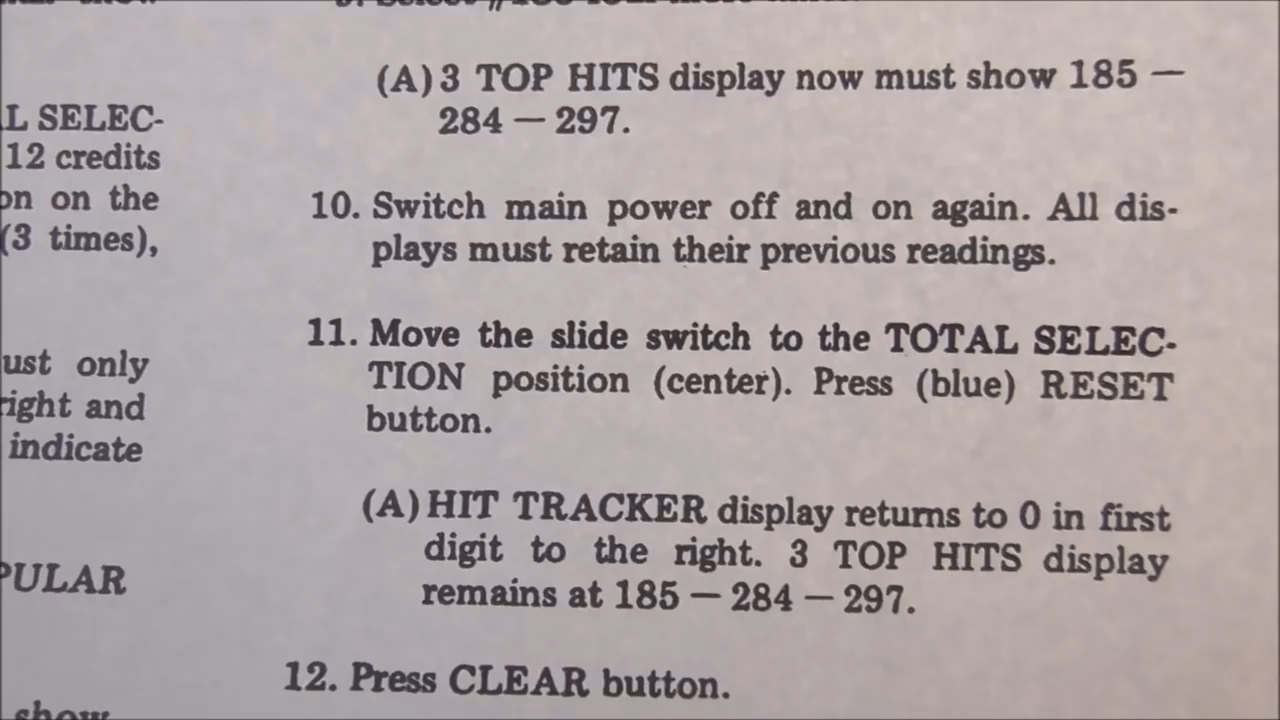 L SELEC-
12 credits
on on the
(3 times),
ust only
right and
indicate
PULAR
show
(A) 3 TOP HITS display now must show 185 —
284 — 297.
10. Switch main power off and on again. All dis-
plays must retain their previous readings.
11. Move the slide switch to the TOTAL SELEC-
TION position (center). Press (blue) RESET
button.
(A) HIT TRACKER display returns to 0 in first
digit to the right. 3 TOP HITS display
remains at 185 — 284 — 297.
12. Press CLEAR button.